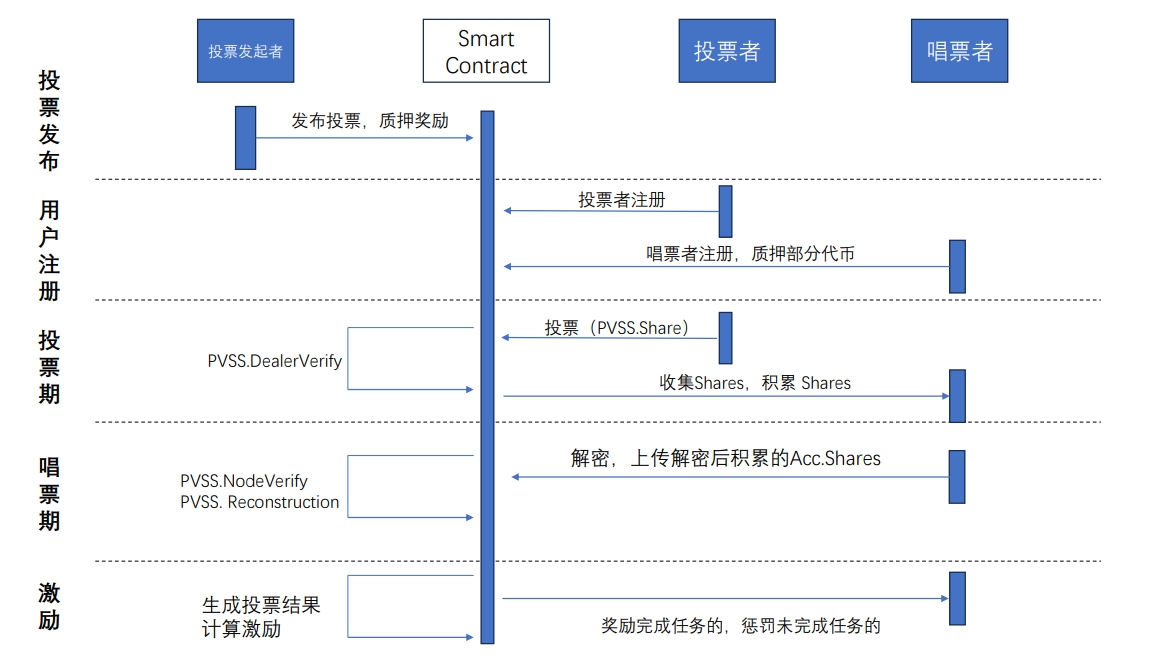 投票发起者
Smart
Contract
投票者
唱票者
投票发布
发布投票，质押奖励
用户注册
投票者注册
唱票者注册，质押部分代币
投票期
投票（PVSS.Share）
PVSS.DealerVerify
收集Shares，积累 Shares
唱票期
解密，上传解密后积累的Acc.Shares
PVSS.NodeVerify
PVSS. Reconstruction
激励
生成投票结果
计算激励
奖励完成任务的，惩罚未完成任务的